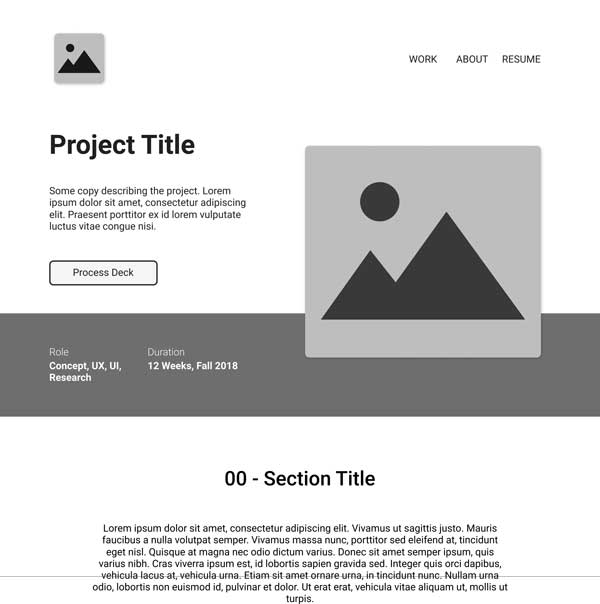 WORK ABOUT RESUME
Project Title
Some copy describing the project. Lorem
ipsum dolor sit amet, consectetur adipiscing
elit. Praesent porttitor ex id lorem vulputate
luctus vitae congue nisi.
Process Deck
Role
Concept, UX, UI,
Research
Duration
12 Weeks, Fall 2018
00 - Section Title
Lorem ipsum dolor sit amet, consectetur adipiscing elit. Vivamus ut sagittis justo. Mauris
faucibus a nulla volutpat semper. Vivamus massa nunc, porttitor sed eleifend at, tincidunt
eget nisl. Quisque at magna nec odio dictum varius. Donec sit amet semper ipsum, quis
varius nibh. Cras viverra ipsum est, id lobortis sapien gravida sed. Integer quis orci dapibus,
vehicula lacus at, vehicula urna. Etiam sit amet ornare urna, in tincidunt nunc. Nullam urna
odio, lobortis non euismod id, pulvinar et dolor. Ut erat erat, vehicula vitae aliquam ut, mollis ut
turpis.